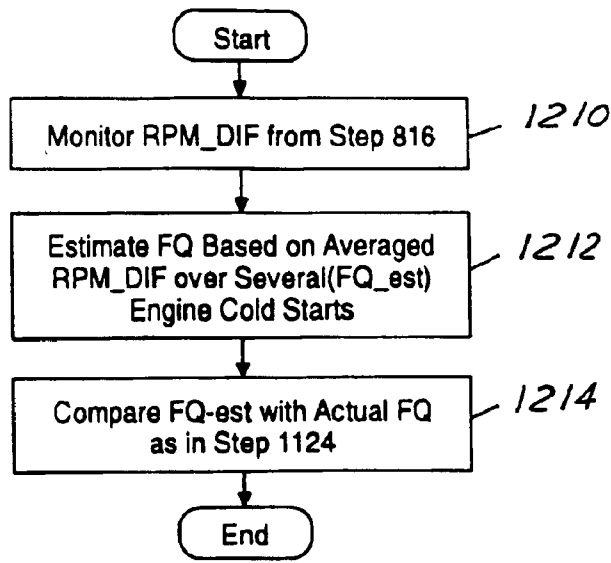 Start
Monitor RPM_DIF from Step 816
1210
Estimate FQ Based on Averaged
RPM_DIF over Several(FQ_est)
Engine Cold Starts
1212
Compare FQ-est with Actual FQ
as in Step 1124
1214
End